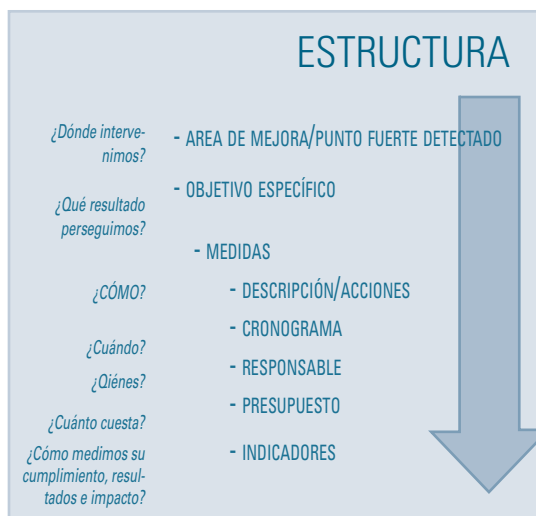 ESTRUCTURA
¿Dónde interve-
nimos?
- AREA DE MEJORA/PUNTO FUERTE DETECTADO
¿Qué resultado
perseguimos?
- OBJETIVO ESPECÍFICO
- MEDIDAS
¿CÓMO?
- DESCRIPCIÓN/ACCIONES
¿Cuándo?
- CRONOGRAMA
¿Qiénes?
- RESPONSABLE
¿Cuánto cuesta?
- PRESUPUESTO
¿Cómo medimos su
cumplimiento, resul-
tados e impacto?
- INDICADORES